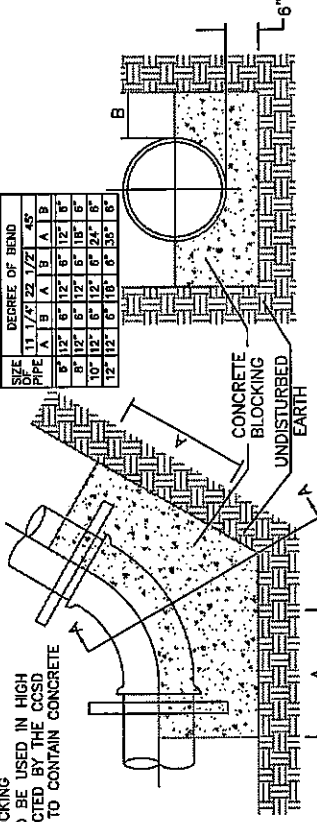 CKING
O BE USED IN HIGH
CTED BY THE CCSD
TO CONTAIN CONCRETE
SIZE OF PIPE
DEGREE OF BEND
11 1/4° 22 1/2° 45°
A B A B A B
12" 6" 12" 6" 12" 6"
8" 12" 6" 12" 6" 18" 6"
10" 12" 6" 12" 6" 24" 6"
12" 12" 6" 18" 6" 36" 6"
B
6"
A
CONCRETE
BLOCKING
UNDISTURBED
EARTH
A
A
A